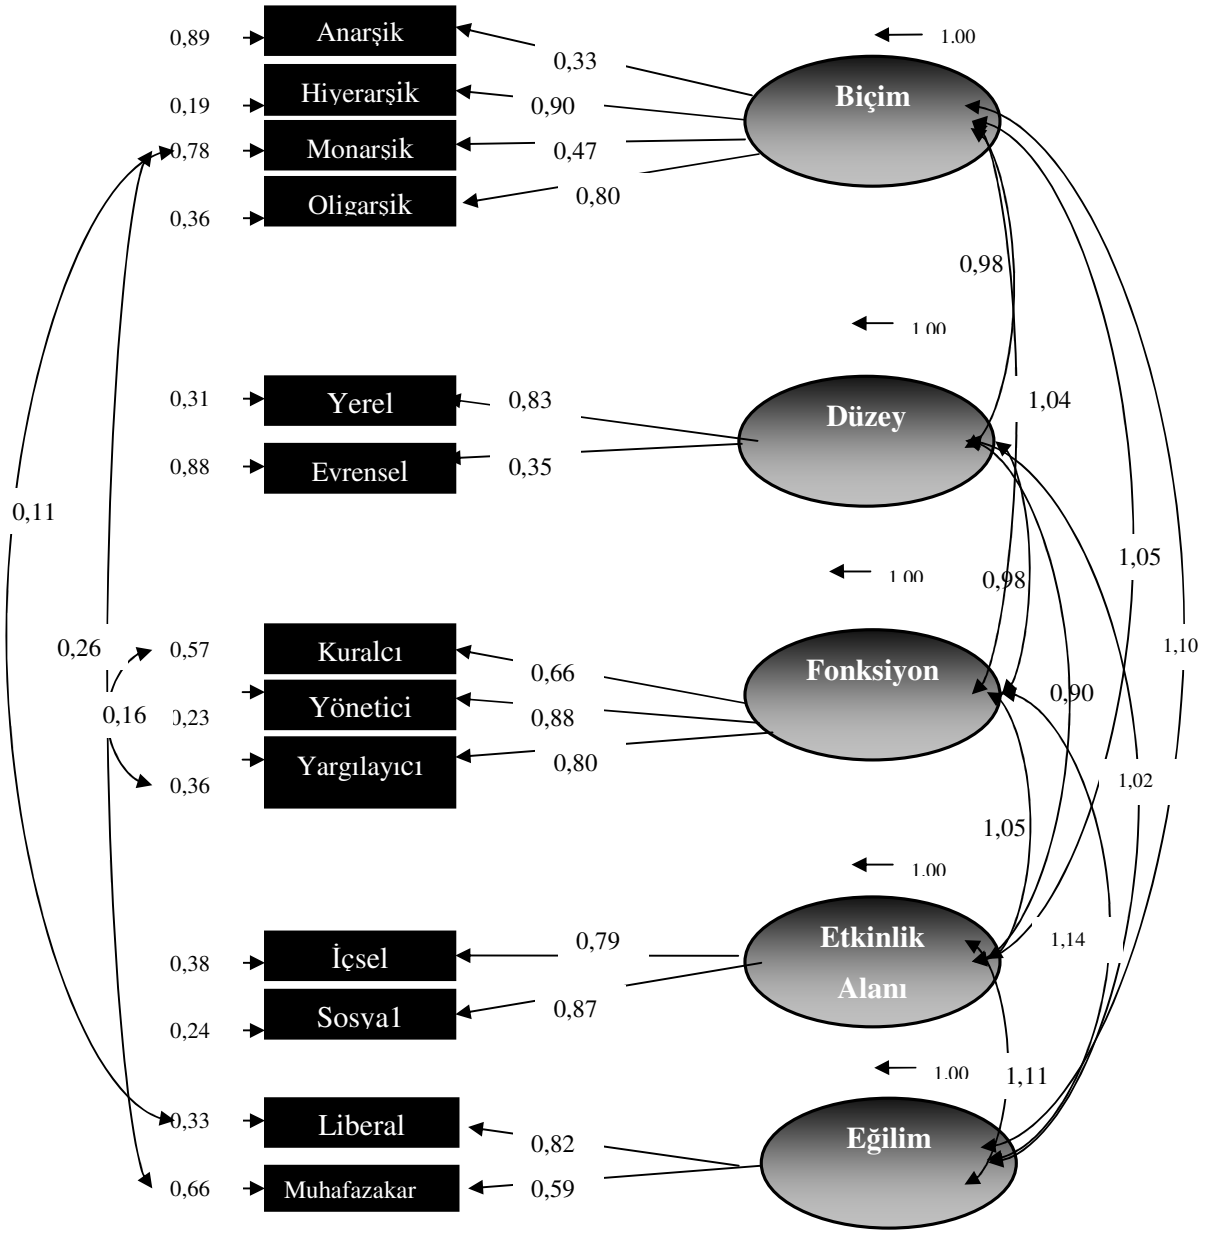 1.00
0,89
Anarşik
0,33
Biçim
0,19
Hiyerarşik
0,90
0,78
Monarşik
0,47
0,36
Oligarşik
0,80
0,98
1.00
0,31
Yerel
0,83
Düzey
1,04
0,88
Evrensel
0,35
0,11
1,05
1.00
0,98
0,26
0,57
Kuralcı
0,66
Fonksiyon
1,10
0,16
0,23
Yönetici
0,88
0,90
0,36
Yargılayıcı
0,80
1,02
1,05
1.00
0,38
İçsel
0,79
Etkinlik
Alanı
1,14
0,24
Sosyal
0,87
1.00
1,11
0,33
Liberal
0,82
Eğilim
0,66
Muhafazakar
0,59